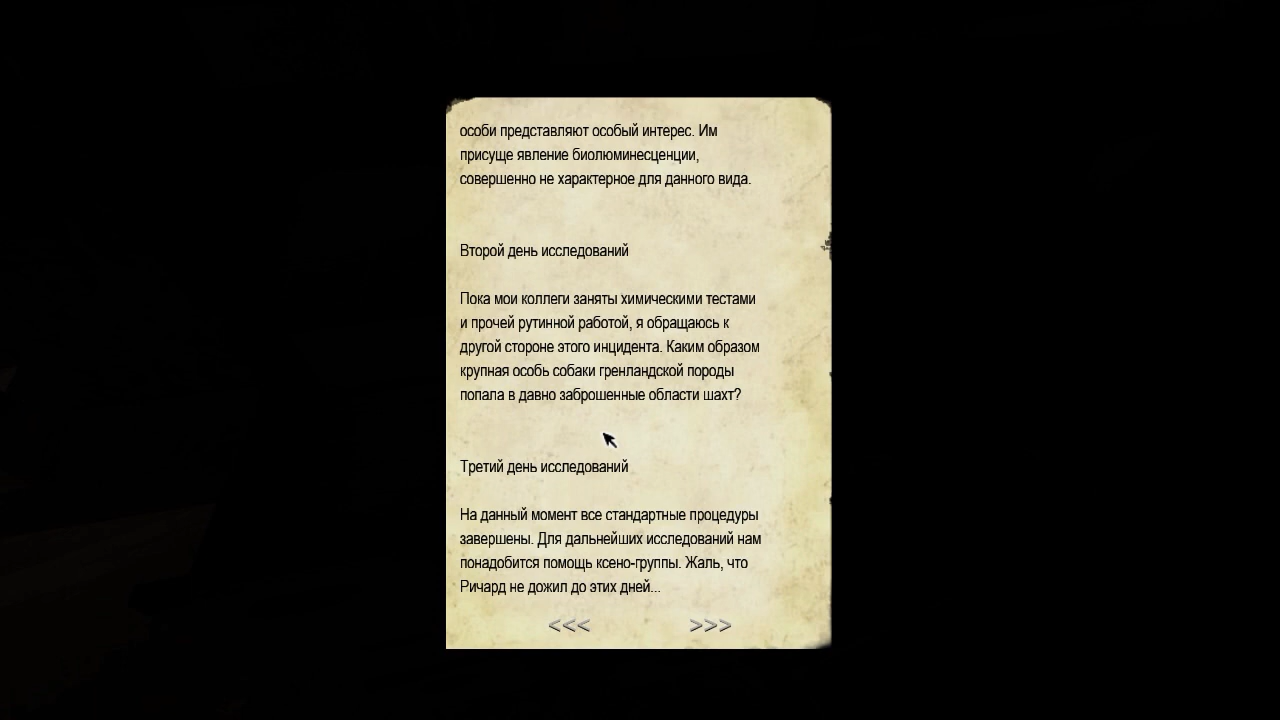 особи представляют особый интерес. Им
присуще явление биолюминесценции,
совершенно не характерное для данного вида.
Второй день исследований
Пока мои коллеги заняты химическими тестами
и прочей рутинной работой, я обращаюсь к
другой стороне этого инцидента. Каким образом
крупная особь собаки гренландской породы
попала в давно заброшенные области шахт?
Третий день исследований
На данный момент все стандартные процедуры
завершены. Для дальнейших исследований нам
понадобится помощь ксено-группы. Жаль, что
Ричард не дожил до этих дней...
<<< >>>